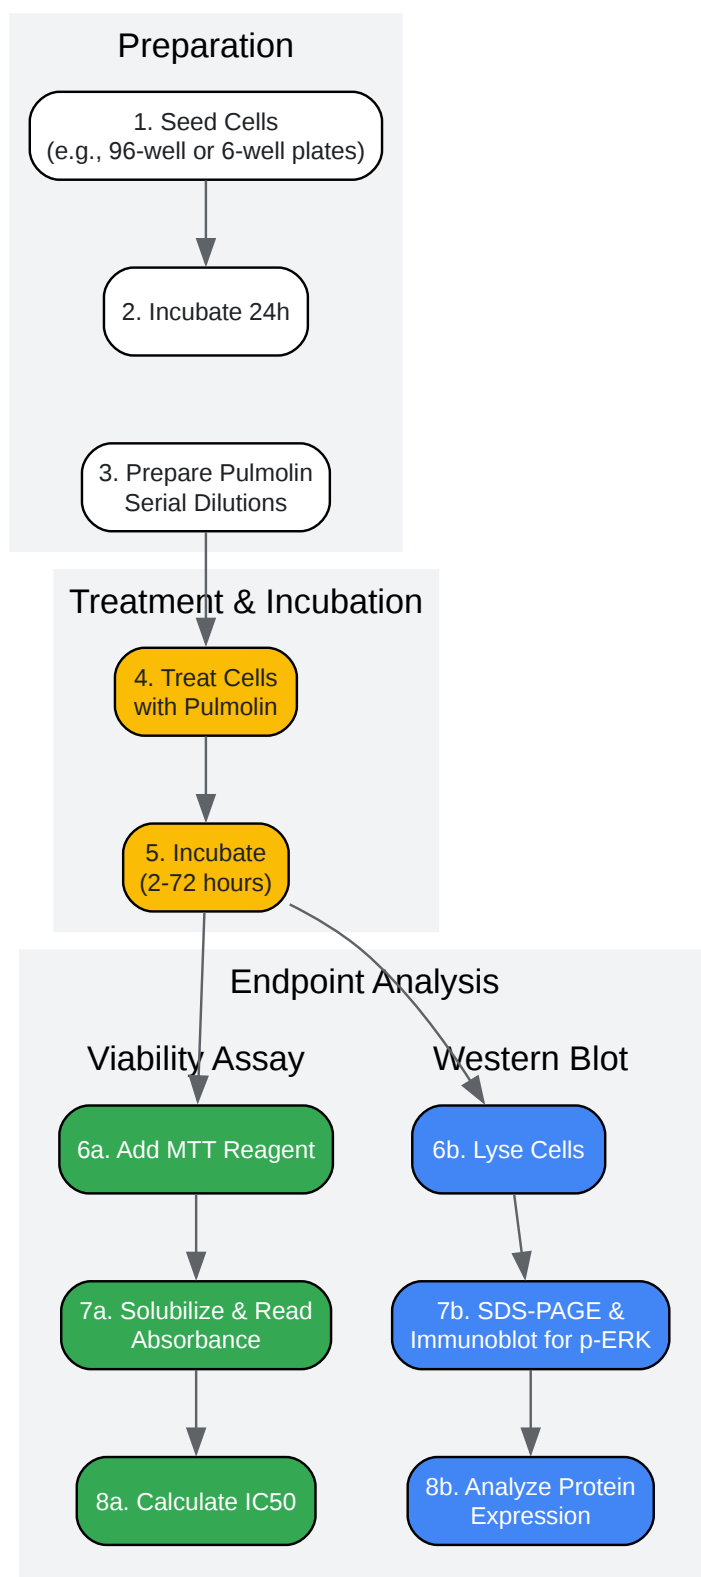 Preparation
1. Seed Cells
(e.g., 96-well or 6-well plates)
2. Incubate 24h
3. Prepare Pulmolin
Serial Dilutions
Treatment & Incubation
4. Treat Cells
with Pulmolin
5. Incubate
(2-72 hours)
Endpoint Analysis
Viability Assay
6a. Add MTT Reagent
7a. Solubilize & Read
Absorbance
8a. Calculate IC50
Western Blot
6b. Lyse Cells
7b. SDS-PAGE &
Immunoblot for p-ERK
8b. Analyze Protein
Expression